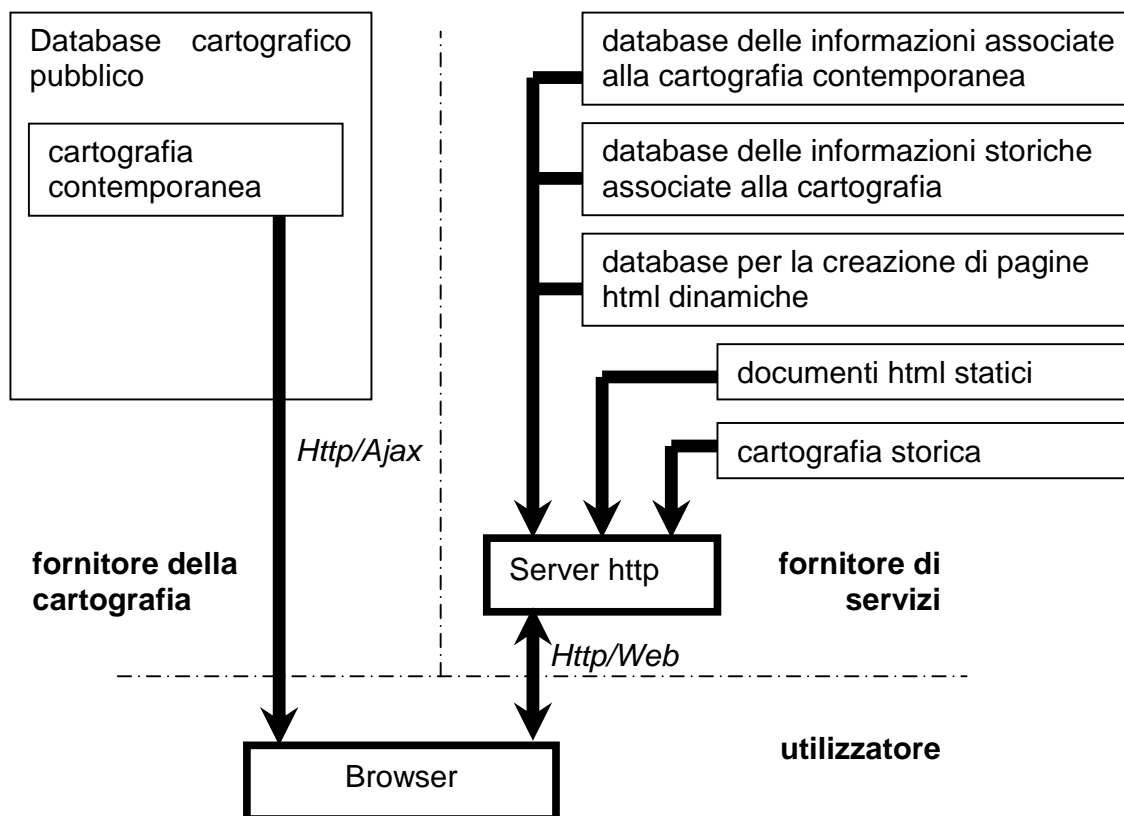 Database cartografico
pubblico
cartografia
contemporanea
database delle informazioni associate
alla cartografia contemporanea
database delle informazioni storiche
associate alla cartografia
database per la creazione di pagine
html dinamiche
documenti html statici
cartografia storica
Http/Ajax
fornitore della
cartografia
Server http
fornitore di
servizi
Http/Web
utilizzatore
Browser